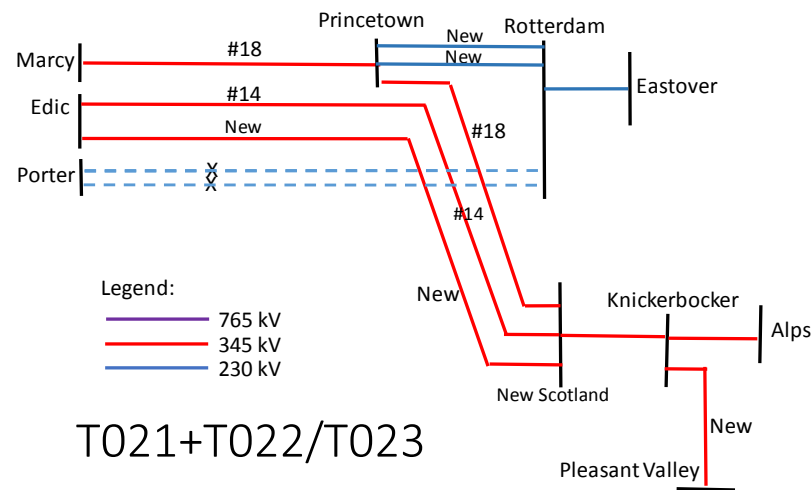 Princetown
New
Rotterdam
#18
New
Marcy
Edic
#14
Eastover
New
#18
Porter
X
X
#14
Legend:
New
Knickerbocker
765 kV
345 kV
Alps
230 kV
New Scotland
New
T021+T022/T023
Pleasant Valley